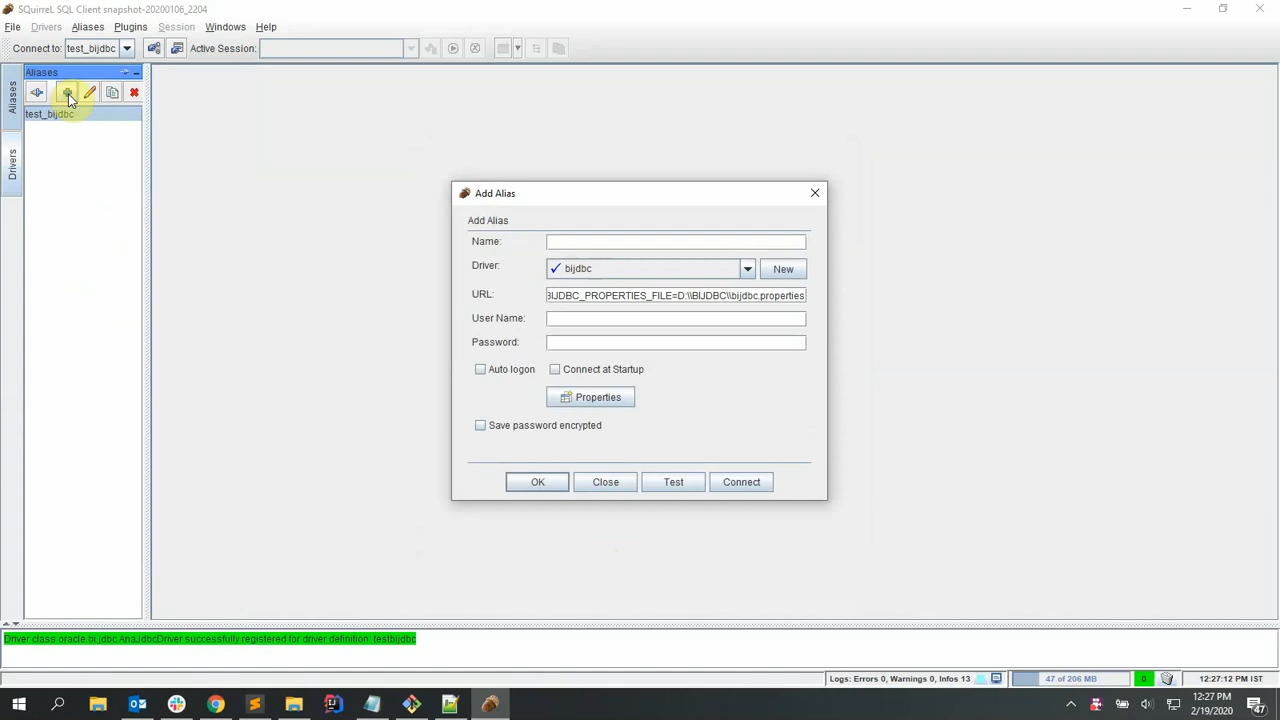 SQuirreL SQL Client snapshot-20200106_2204
File Drivers Aliases Plugins Session Windows Help
Connect to: test_bijdbc Active Session:
Aliases
Aliases
test_bijdbc
Drivers
Add Alias
Add Alias
Name:
Driver: bijdbc New
URL: BIJDBC_PROPERTIES_FILE=D:\\BIJDBC\\bijdbc.properties
User Name:
Password:
Auto logon Connect at Startup
Properties
Save password encrypted
OK Close Test Connect
Driver class oracle.bi.jdbc.AnaJdbcDriver successfully registered for driver definition: testbijdbc
Logs: Errors 0, Warnings 0, Infos 13 47 of 206 MB 0 12:27:12 PM IST
12:27 PM
2/19/2020
47